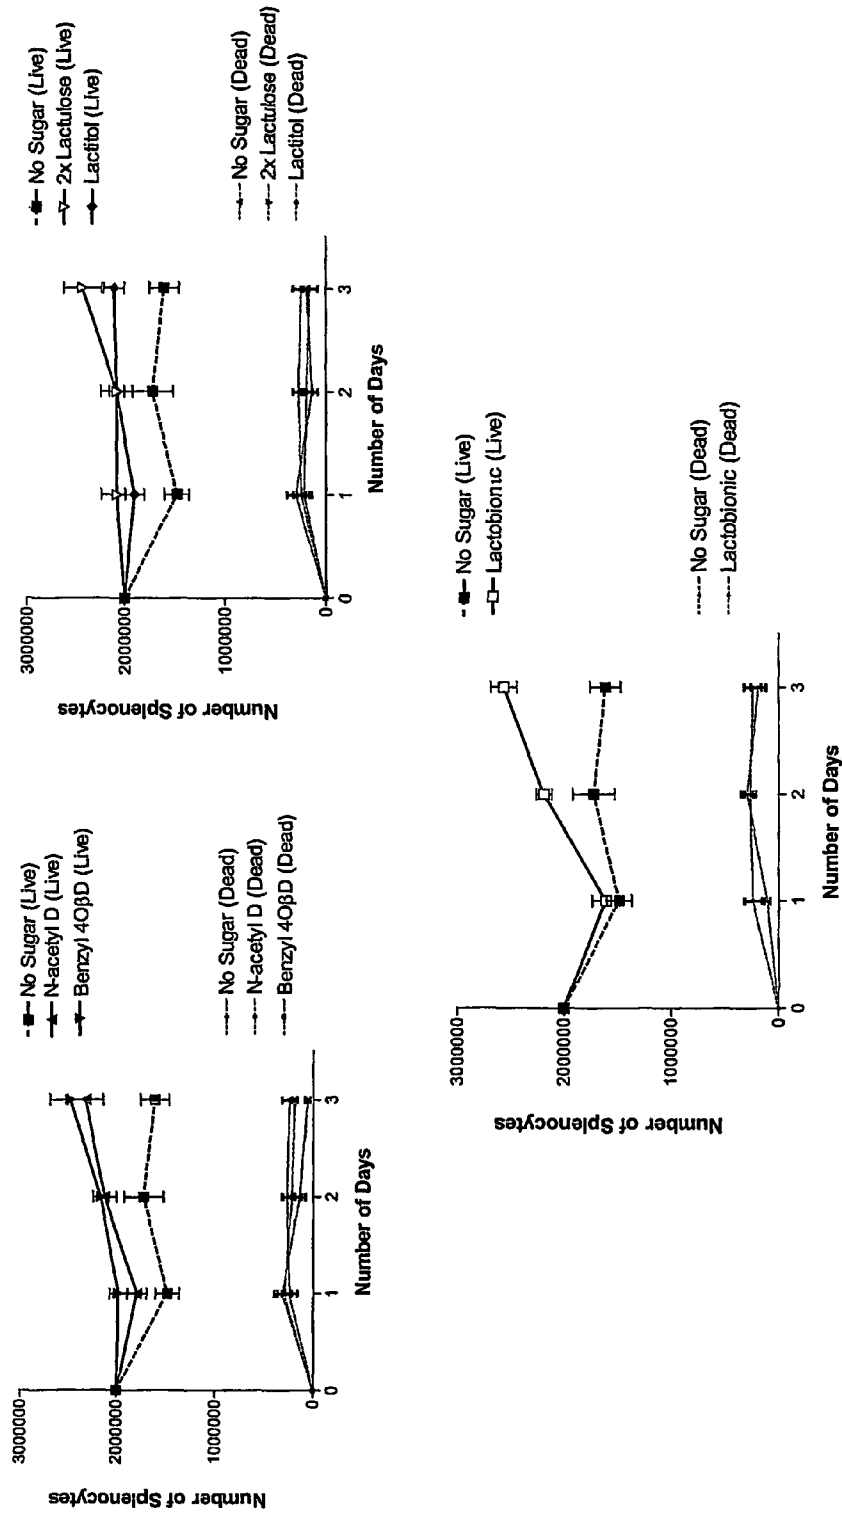 3000000
2000000
1000000
0
Number of Splenocytes
0
1
2
3
Number of Days
No Sugar (Live)
N-acetyl D (Live)
Benzyl 4OβD (Live)
No Sugar (Dead)
N-acetyl D (Dead)
Benzyl 4OβD (Dead)
3000000
2000000
1000000
0
Number of Splenocytes
0
1
2
3
Number of Days
No Sugar (Live)
2x Lactulose (Live)
Lactitol (Live)
No Sugar (Dead)
2x Lactulose (Dead)
Lactitol (Dead)
3000000
2000000
1000000
0
Number of Splenocytes
0
1
2
3
Number of Days
No Sugar (Live)
Lactobionic (Live)
No Sugar (Dead)
Lactobionic (Dead)